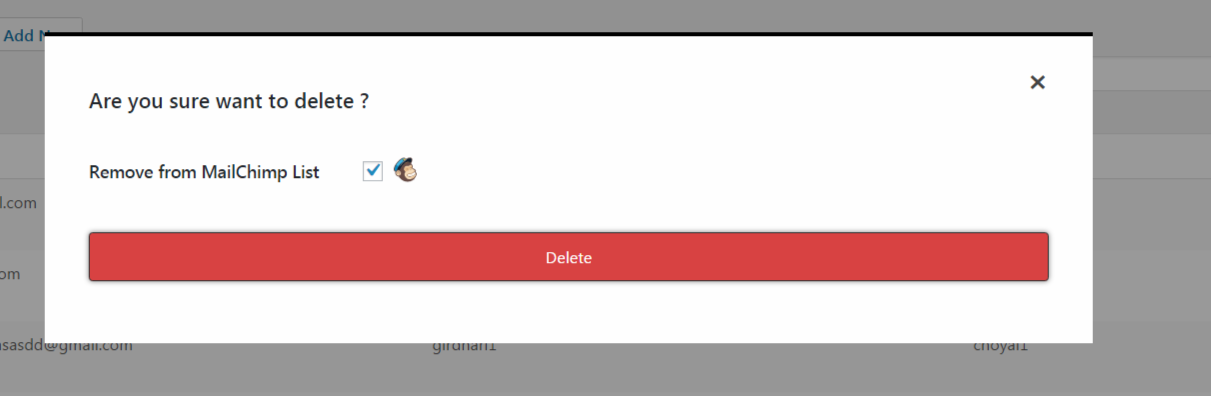 Add
Are you sure want to delete ?
Remove from MailChimp List
.com
Delete
om
sasdd@gmail.com girdhari1 choyal1